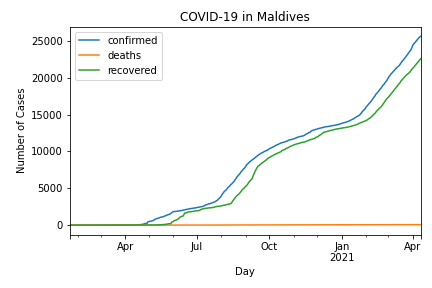 COVID-19 in Maldives
confirmed
deaths
recovered
25000
20000
15000
10000
5000
0
Number of Cases
Apr
Jul
Oct
Jan
2021
Apr
Day